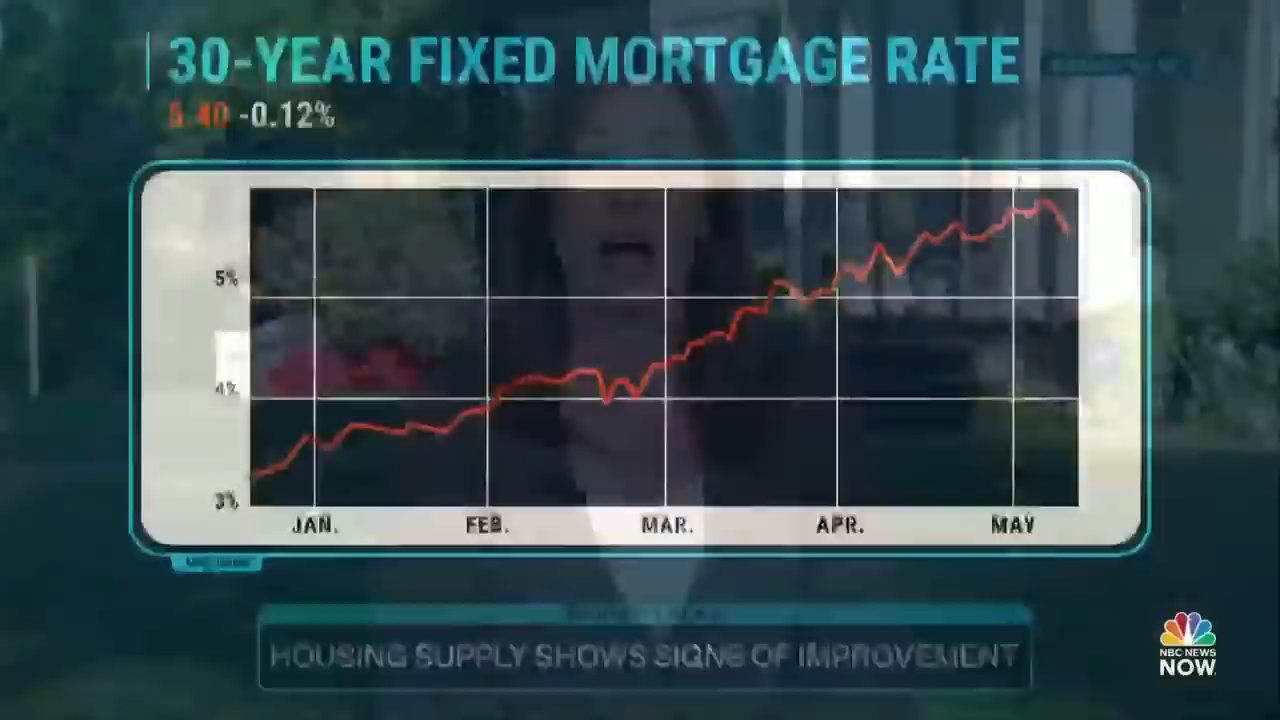 30-YEAR FIXED MORTGAGE RATE
5.40 -0.12%
5%
4%
3%
JAN. FEB. MAR. APR. MAY
HOUSING SUPPLY SHOWS SIGNS OF IMPROVEMENT
NBC NEWS
NOW